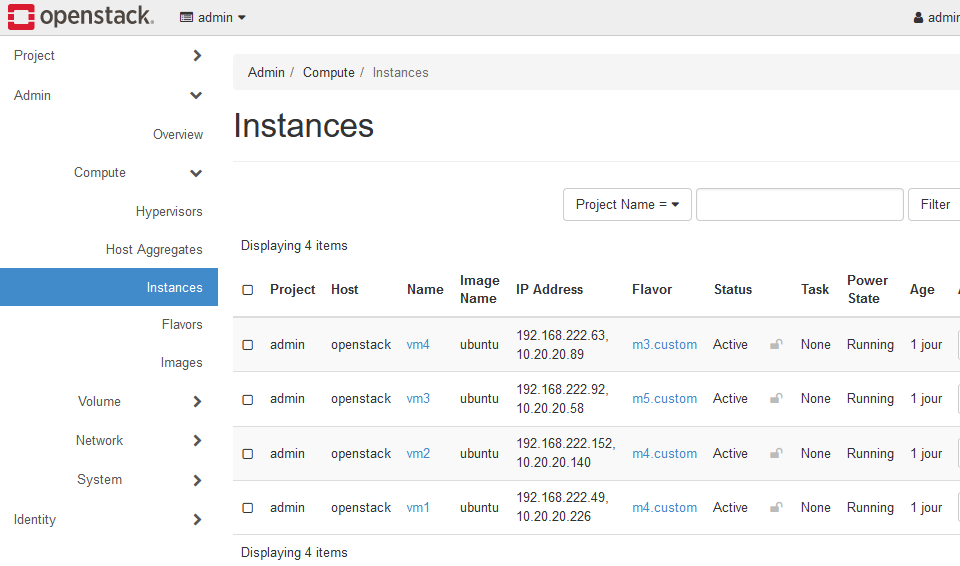 openstack. admin admin
Project
Admin
Overview
Compute
Hypervisors
Host Aggregates
Instances
Flavors
Images
Volume
Network
System
Identity
Admin / Compute / Instances
Instances
Project Name = Filter
Displaying 4 items
Project Host Name Image Name IP Address Flavor Status Task Power State Age
admin openstack vm4 ubuntu 192.168.222.63, 10.20.20.89 m3.custom Active None Running 1 jour
admin openstack vm3 ubuntu 192.168.222.92, 10.20.20.58 m5.custom Active None Running 1 jour
admin openstack vm2 ubuntu 192.168.222.152, 10.20.20.140 m4.custom Active None Running 1 jour
admin openstack vm1 ubuntu 192.168.222.49, 10.20.20.226 m4.custom Active None Running 1 jour
Displaying 4 items